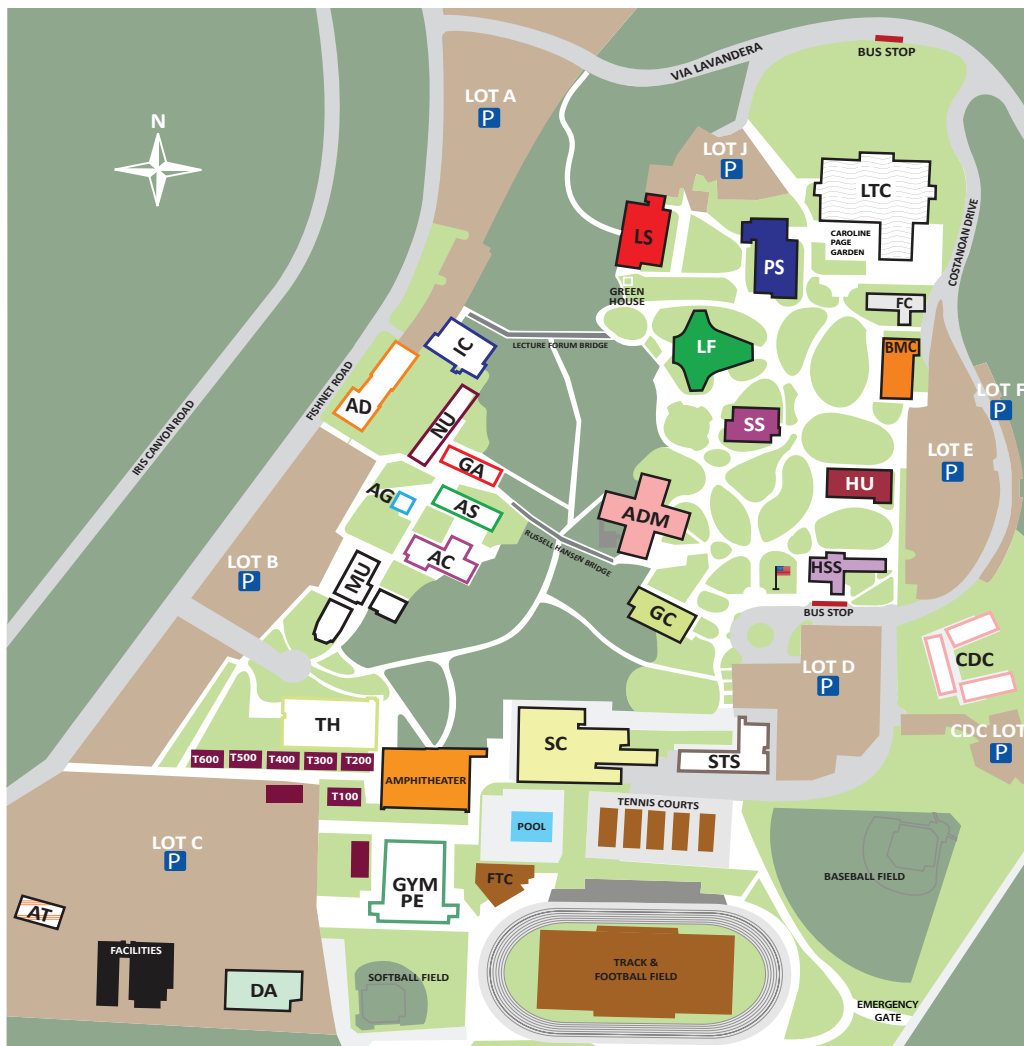 VIA LAVANDERA
BUS STOP
LOT A
P
N
LOT J
P
LTC
CAROLINE
PAGE
GARDEN
COSTANOAN DRIVE
LS
PS
GREEN
HOUSE
FC
LECTURE FORUM BRIDGE
LF
BMC
IC
AD
FISHNET ROAD
IRIS CANYON ROAD
NU
GA
SS
LOT F
P
LOT E
P
HU
AG
AS
ADM
RUSSELL HANSEN BRIDGE
AC
MU
LOT B
P
HSS
BUS STOP
GC
CDC
LOT D
P
TH
SC
STS
CDC LOT
P
T600
T500
T400
T300
T200
T100
AMPHITHEATER
POOL
TENNIS COURTS
LOT C
P
GYM
PE
FTC
BASEBALL FIELD
AT
FACILITIES
DA
SOFTBALL FIELD
TRACK &
FOOTBALL FIELD
EMERGENCY
GATE